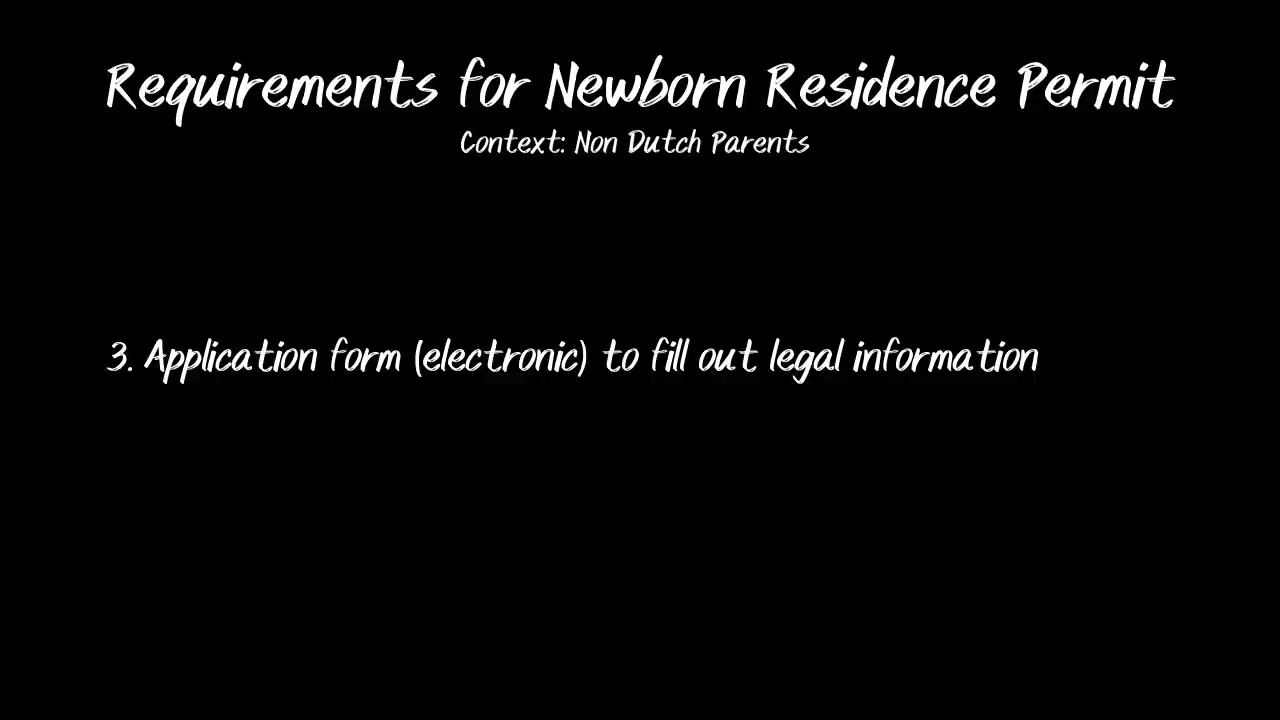 Requirements for Newborn Residence Permit
Context: Non Dutch Parents
3. Application form (electronic) to fill out legal information